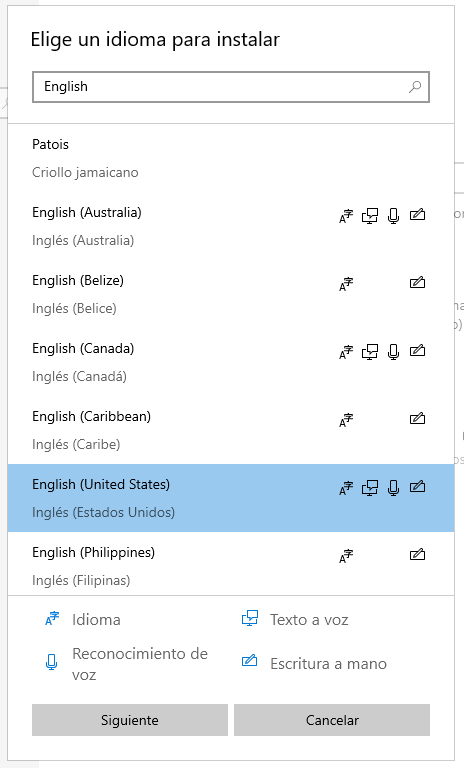 Elige un idioma para instalar
English
Patois
Criollo jamaicano
English (Australia)
Inglés (Australia)
English (Belize)
Inglés (Belice)
English (Canada)
Inglés (Canadá)
English (Caribbean)
Inglés (Caribe)
English (United States)
Inglés (Estados Unidos)
English (Philippines)
Inglés (Filipinas)
Idioma
Texto a voz
Reconocimiento de
voz
Escritura a mano
Siguiente
Cancelar